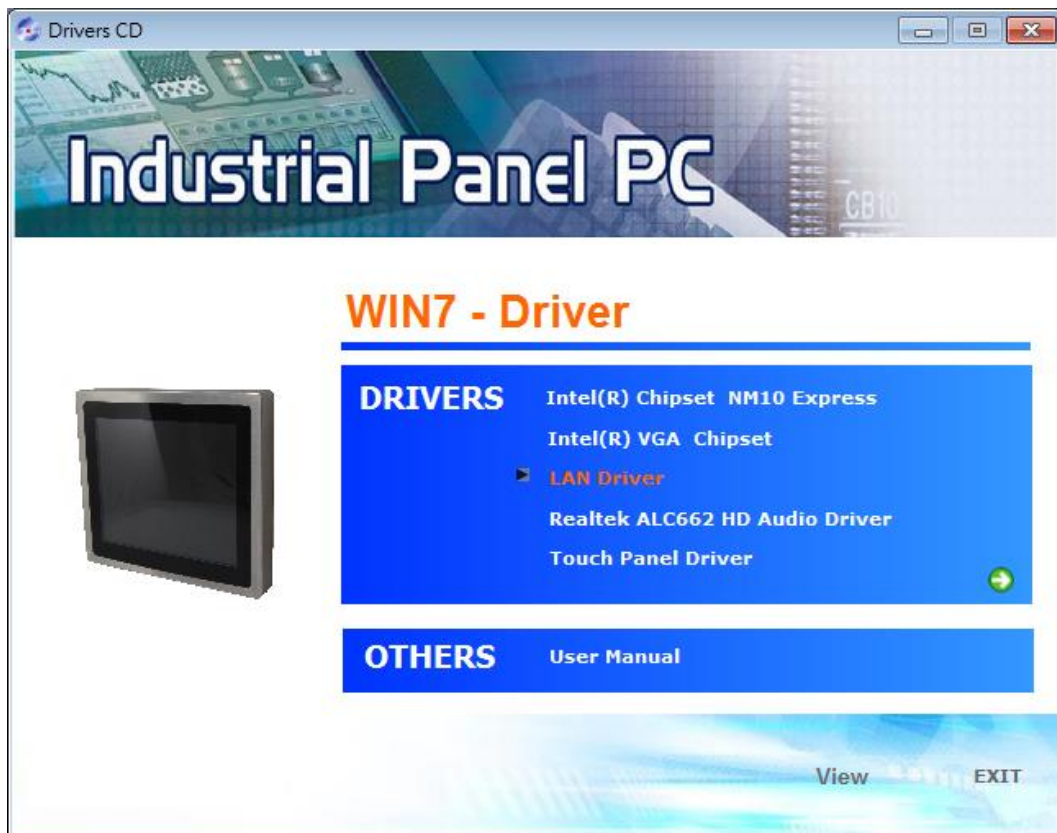 Drivers CD
Industrial Panel PC
CB10
WIN7 - Driver
DRIVERS
Intel(R) Chipset NM10 Express
Intel(R) VGA Chipset
LAN Driver
Realtek ALC662 HD Audio Driver
Touch Panel Driver
OTHERS
User Manual
View
EXIT